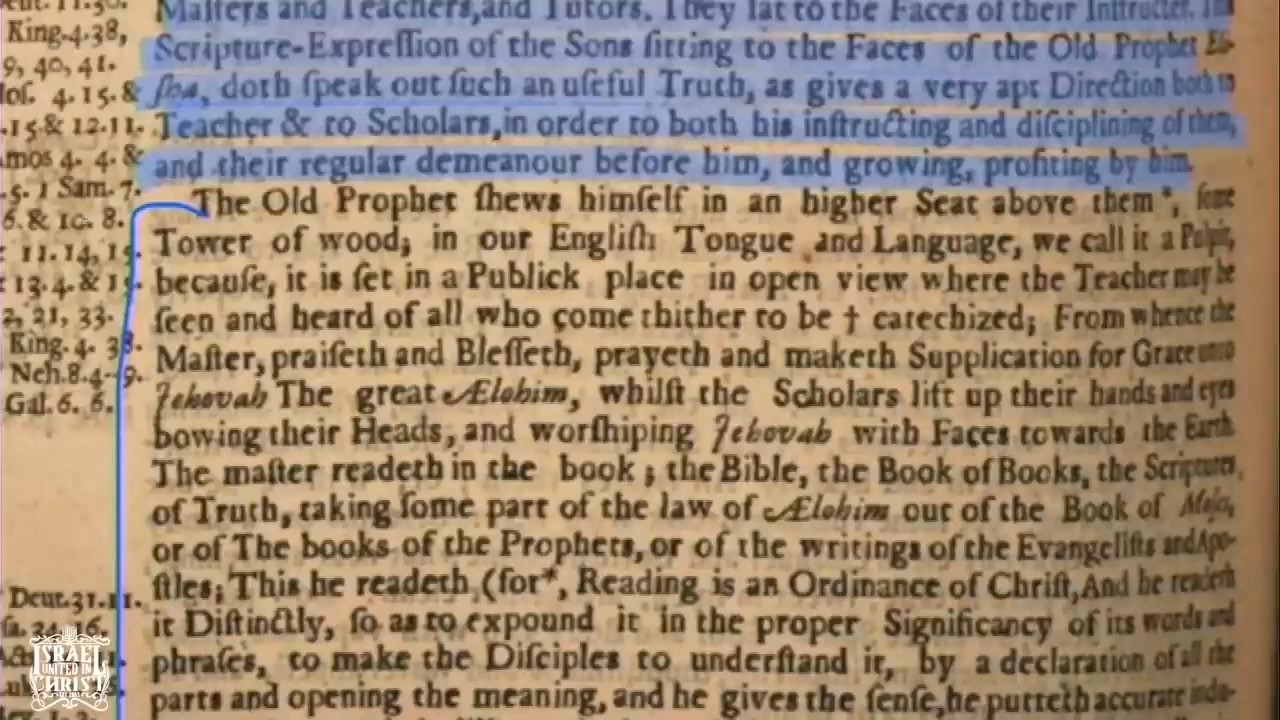 King.4.38,
9, 40, 41.
4.15.&
.15 & 12.11.
mos 4. 4. &
.5. 1 Sam. 7.
6. & 10. 8.
11.14, 15.
13.4. & 15
2, 21, 33.
King. 4. 38.
Neh.8.4--9.
Gal. 6. 6.
Deut.31.11.
Maſters and Teachers,and Tutors. They ſat to the Faces of their Inſtructer. The
Scripture-Expreſſion of the Sons ſitting to the Faces of the Old Prophet Eli-
ſha, doth ſpeak out ſuch an uſeful Truth, as gives a very apt Direction both to
Teacher & to Scholars,in order to both his inſtructing and diſciplining of them,
and their regular demeanour before him, and growing, profiting by him.
The Old Prophet ſhews himſelf in an higher Seat above them*, ſome
Tower of wood; in our Engliſh Tongue and Language, we call it a Pulpit,
becauſe, it is ſet in a Publick place in open view where the Teacher may be
ſeen and heard of all who come thither to be † catechized; From whence the
Maſter, praiſeth and Bleſſeth, prayeth and maketh Supplication for Grace unto
Jehovah The great Ælohim, whilſt the Scholars lift up their hands and eyes
bowing their Heads, and worſhiping Jehovah with Faces towards the Earth.
The maſter readeth in the book ; the Bible, the Book of Books, the Scriptures
of Truth, taking ſome part of the law of Ælohim out of the Book of Moſes,
or of The books of the Prophets, or of the writings of the Evangeliſts and Apo-
ſtles; This he readeth (for*, Reading is an Ordinance of Chriſt, And he readeth
it Diſtinctly, ſo as to expound it in the proper Significancy of its words and
phraſes, to make the Diſciples to underſtand it, by a declaration of all the
parts and opening the meaning, and he gives the ſenſe,he putteth accurate
ISRAEL
UNITED IN
CHRIST